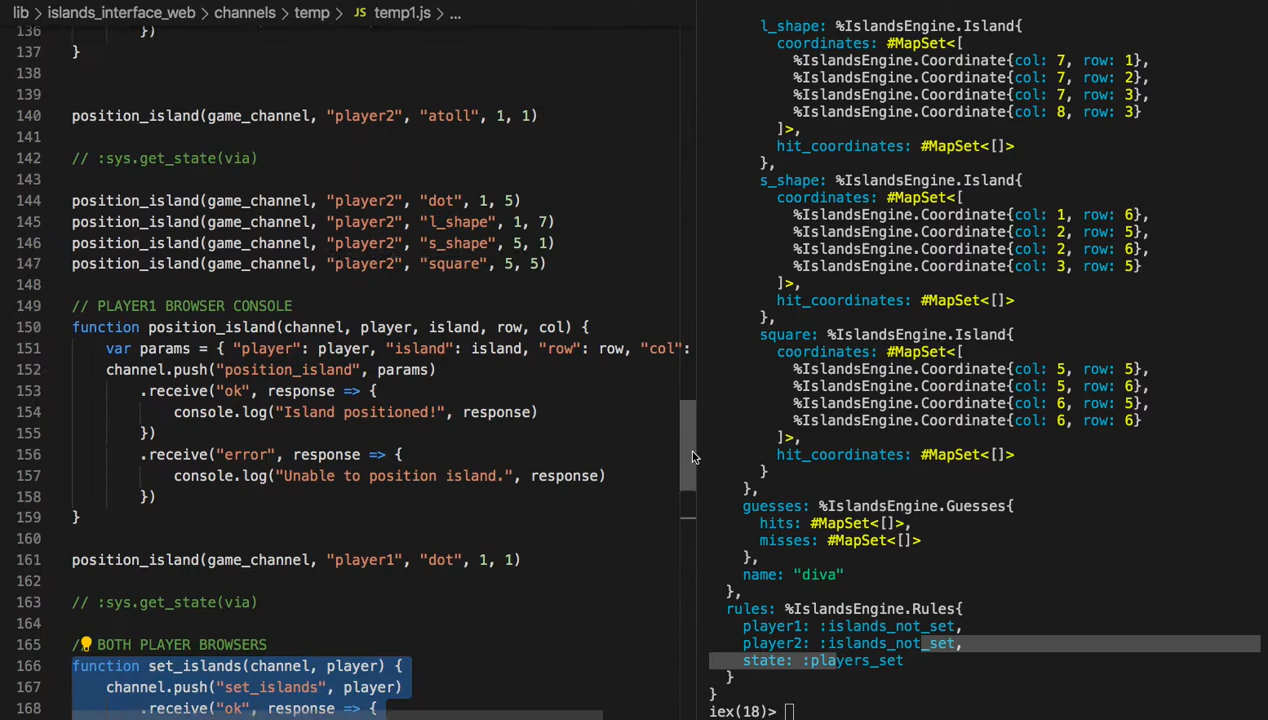 lib > islands_interface_web > channels > temp > JS temp1.js > ...
136 })
137 }
138
139
140 position_island(game_channel, "player2", "atoll", 1, 1)
141
142 // :sys.get_state(via)
143
144 position_island(game_channel, "player2", "dot", 1, 5)
145 position_island(game_channel, "player2", "l_shape", 1, 7)
146 position_island(game_channel, "player2", "s_shape", 5, 1)
147 position_island(game_channel, "player2", "square", 5, 5)
148
149 // PLAYER1 BROWSER CONSOLE
150 function position_island(channel, player, island, row, col) {
151 var params = { "player": player, "island": island, "row": row, "col":
152 channel.push("position_island", params)
153 .receive("ok", response => {
154 console.log("Island positioned!", response)
155 })
156 .receive("error", response => {
157 console.log("Unable to position island.", response)
158 })
159 }
160
161 position_island(game_channel, "player1", "dot", 1, 1)
162
163 // :sys.get_state(via)
164
165 / BOTH PLAYER BROWSERS
166 function set_islands(channel, player) {
167 channel.push("set_islands", player)
168 .receive("ok", response => {
l_shape: %IslandsEngine.Island{
coordinates: #MapSet<[
%IslandsEngine.Coordinate{col: 7, row: 1},
%IslandsEngine.Coordinate{col: 7, row: 2},
%IslandsEngine.Coordinate{col: 7, row: 3},
%IslandsEngine.Coordinate{col: 8, row: 3}
]>,
hit_coordinates: #MapSet<[]>
},
s_shape: %IslandsEngine.Island{
coordinates: #MapSet<[
%IslandsEngine.Coordinate{col: 1, row: 6},
%IslandsEngine.Coordinate{col: 2, row: 5},
%IslandsEngine.Coordinate{col: 2, row: 6},
%IslandsEngine.Coordinate{col: 3, row: 5}
]>,
hit_coordinates: #MapSet<[]>
},
square: %IslandsEngine.Island{
coordinates: #MapSet<[
%IslandsEngine.Coordinate{col: 5, row: 5},
%IslandsEngine.Coordinate{col: 5, row: 6},
%IslandsEngine.Coordinate{col: 6, row: 5},
%IslandsEngine.Coordinate{col: 6, row: 6}
]>,
hit_coordinates: #MapSet<[]>
}
},
guesses: %IslandsEngine.Guesses{
hits: #MapSet<[]>,
misses: #MapSet<[]>
},
name: "diva"
},
rules: %IslandsEngine.Rules{
player1: :islands_not_set,
player2: :islands_not_set,
state: :players_set
}
}
iex(18)>